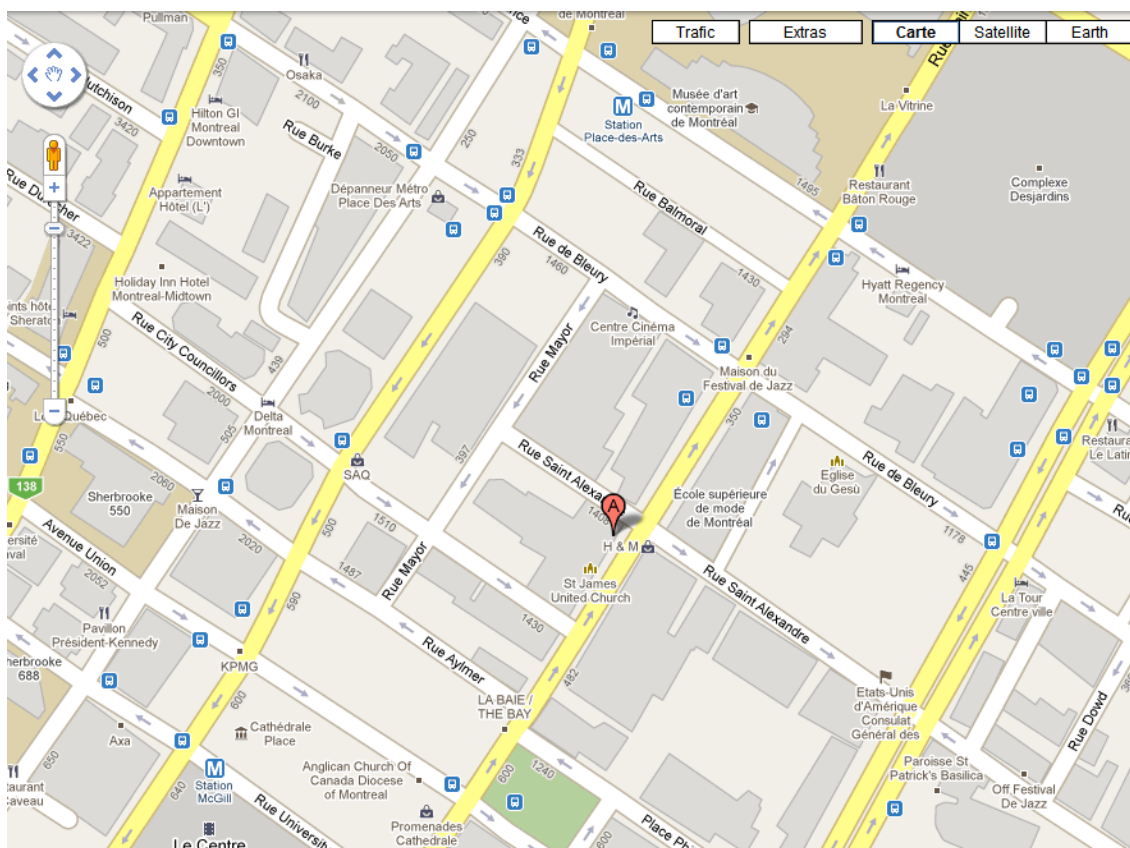 Pullman
de Montréal
Trafic
Extras
Carte
Satellite
Earth
350
Osaka
2100
Hutchison
3420
Hilton GI
Montreal
Downtown
Rue Burke
2050
250
333
M
Station
Place-des-Arts
Musée d'art
contemporain
de Montréal
La Vitrine
1495
Restaurant
Bâton Rouge
Complexe
Desjardins
Appartement
Hôtel (L')
Dépanneur Métro
Place Des Arts
Rue Balmoral
3422
Holiday Inn Hotel
Montreal-Midtown
390
Rue de Bleury
1460
1430
Hyatt Regency
Montreal
Sheraton
500
Rue City Councillors
439
Rue Mayor
Centre Cinéma
Impérial
294
Maison du
Festival de Jazz
2000
505
Delta
Montreal
350
550
397
SAQ
Rue Saint Alexandre
138
2060
Sherbrooke
550
Maison
De Jazz
A
H & M
École supérieure
de mode
de Montréal
Eglise
du Gesù
Rue de Bleury
1178
Restaura
Le Latin
500
1510
Avenue Union
2052
2020
1487
Rue Mayor
St James
United Church
Rue Saint Alexandre
445
La Tour
Centre ville
Pavillon
Président-Kennedy
590
1430
Rue Aylmer
482
KPMG
600
688
LA BAIE /
THE BAY
Etats-Unis
d'Amérique
Consulat
Général des
Rue Dowd
Axa
Cathédrale
Place
650
M
Station
McGill
640
Anglican Church Of
Canada Diocese
of Montreal
600
1240
Paroisse St
Patrick's Basilica
Off Festival
De Jazz
Rue Universi
Promenades
Cathedrale
Place Ph
Le Centre